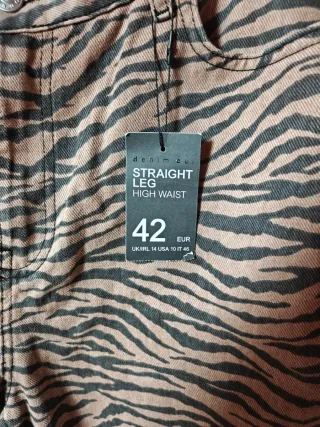 denim co.
STRAIGHT
LEG
HIGH WAIST
42 EUR
UK/IRL 14 USA 10 IT 46